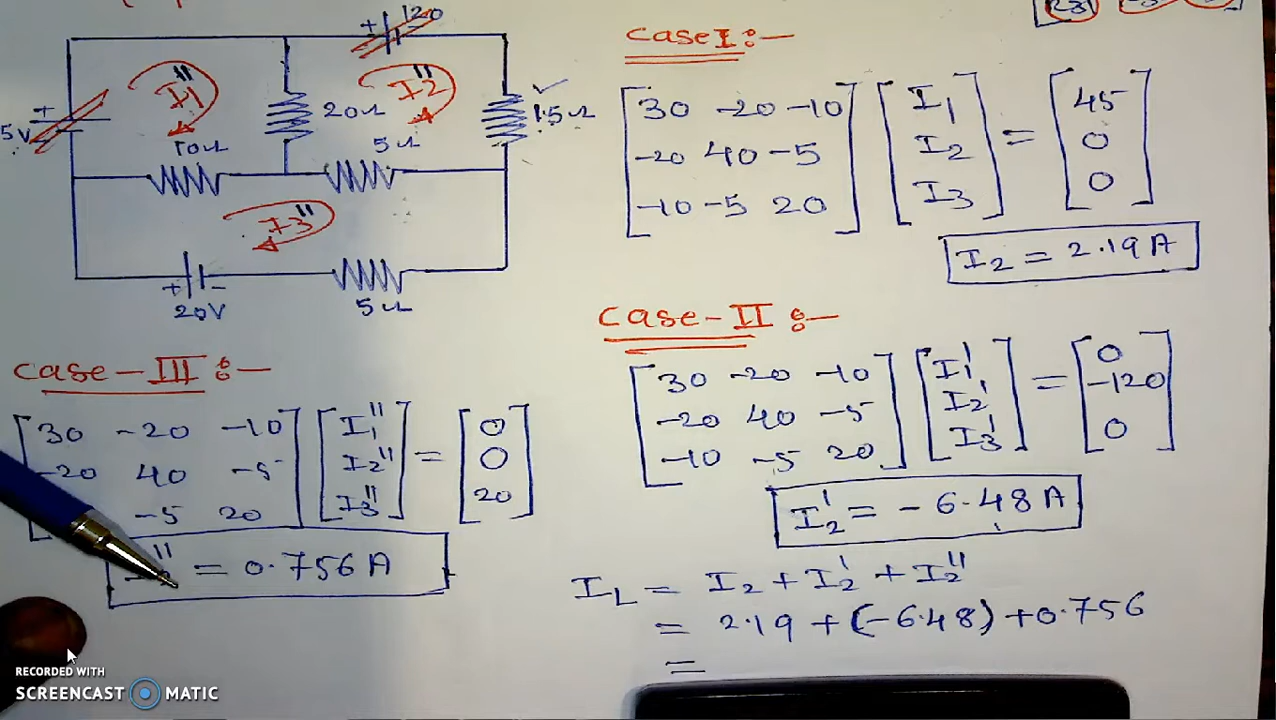 120
I1"
I2"
5V
20Ω
1.5Ω
10Ω
5Ω
I3"
20V
5Ω
Case I :-
30 -20 -10 I1 45
-20 40 -5 I2 = 0
-10 -5 20 I3 0
I2 = 2.19 A
Case-II :-
30 -20 -10 I1' 0
-20 40 -5 I2' = -120
-10 -5 20 I3' 0
I2' = -6.48 A
Case-III :-
30 -20 -10 I1" 0
-20 40 -5 I2" = 0
-5 20 I3" 20
" = 0.756 A
IL = I2 + I2' + I2"
= 2.19 + (-6.48) + 0.756
=
RECORDED WITH
SCREENCAST MATIC